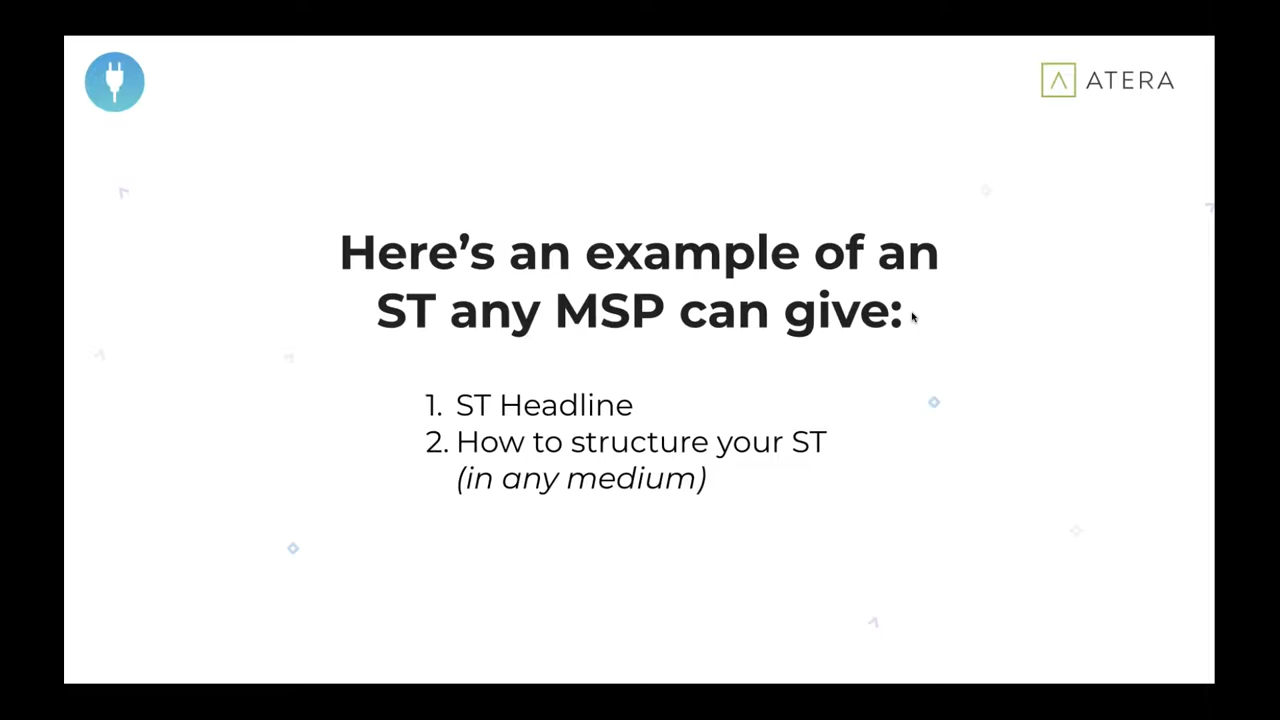 ATERA
Here’s an example of an
ST any MSP can give:
1. ST Headline
2. How to structure your ST
(in any medium)